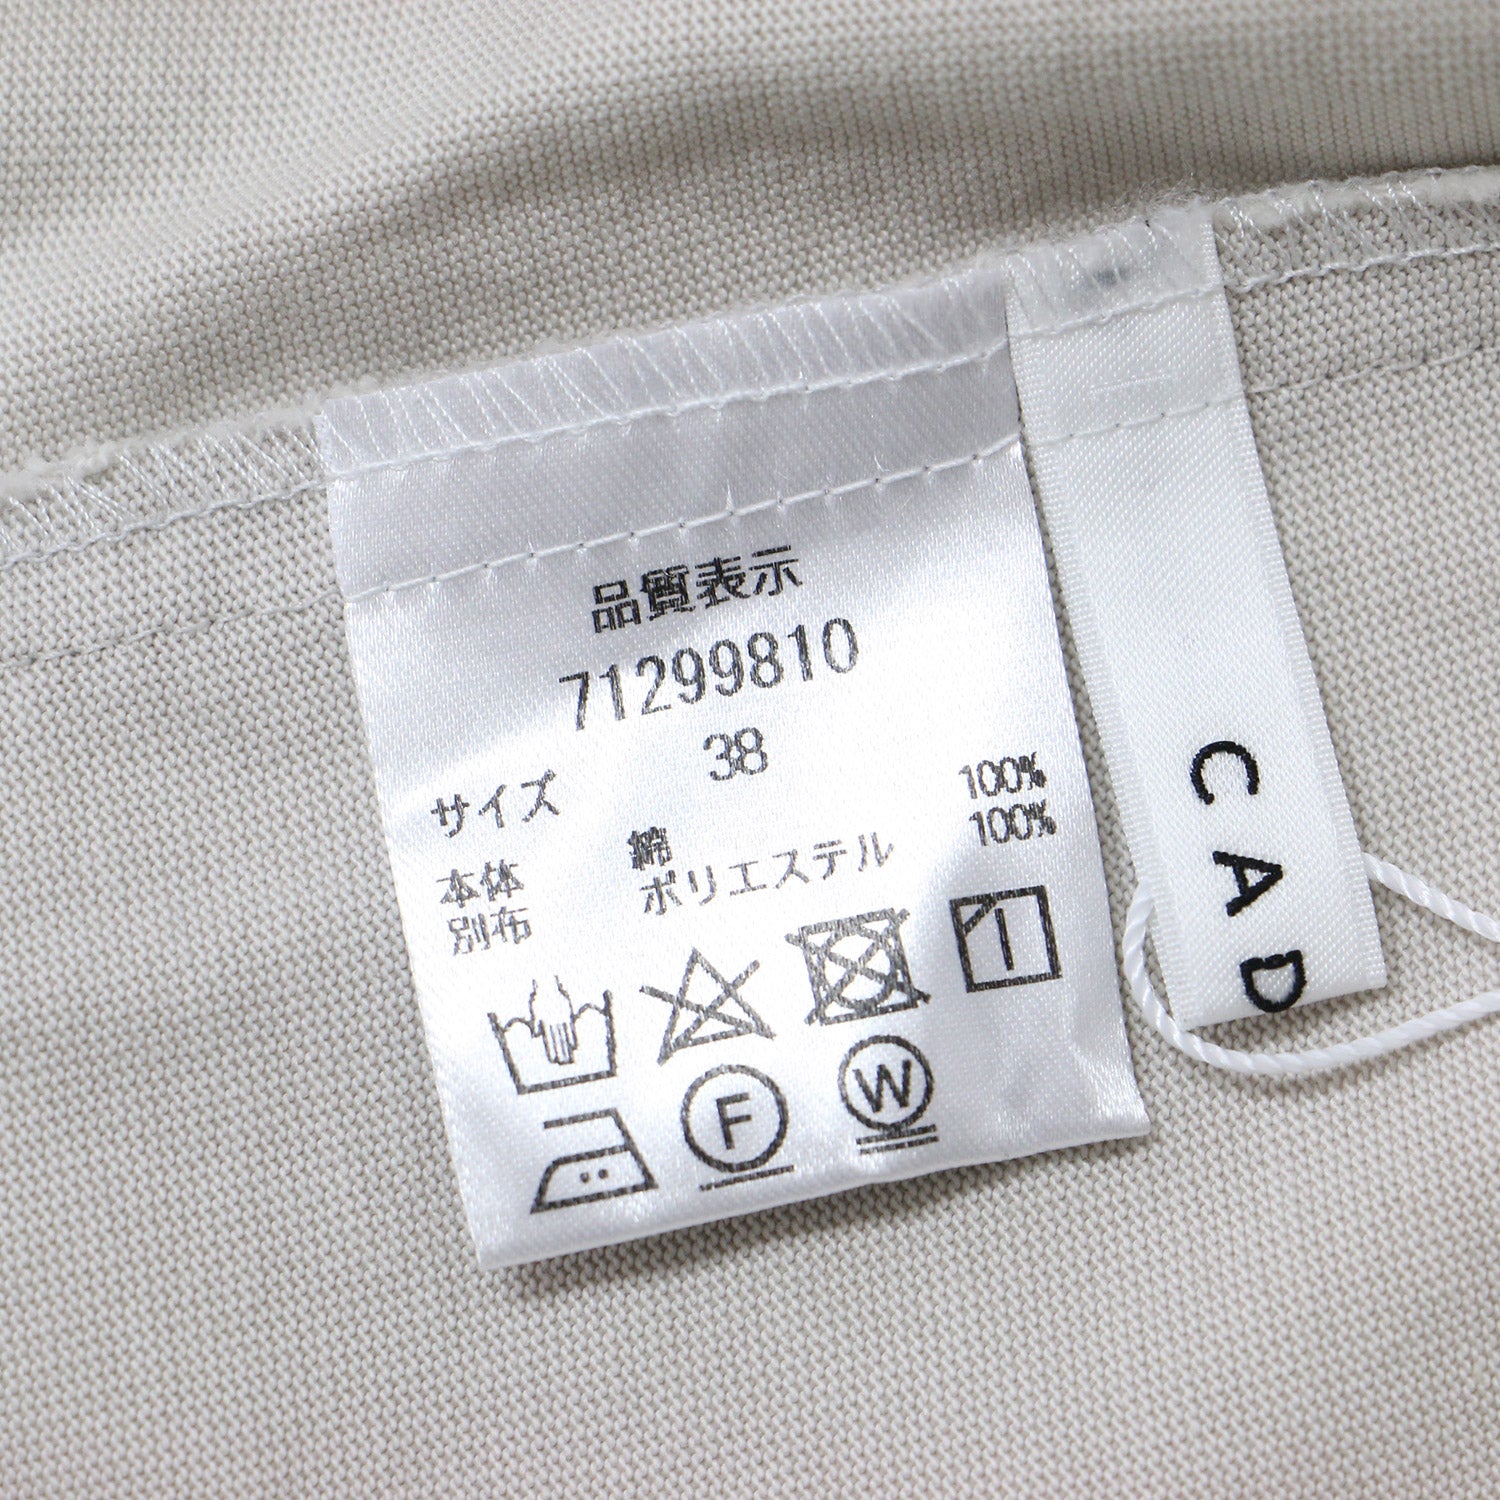 品質表示
71299810
サイズ 38
本体 綿 100%
別布 ポリエステル 100%
F W
CAD